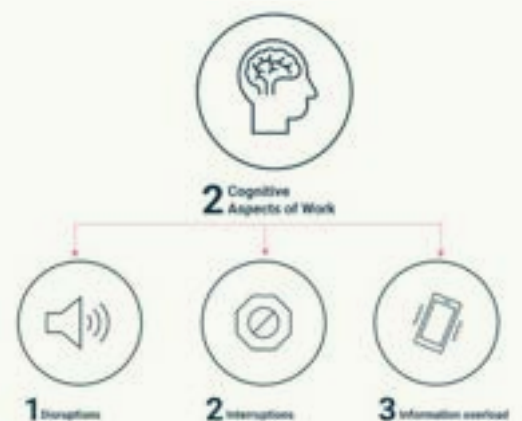 2 Cognitive
Aspects of Work
1 Disruptions
2 Interruptions
3 Information overload